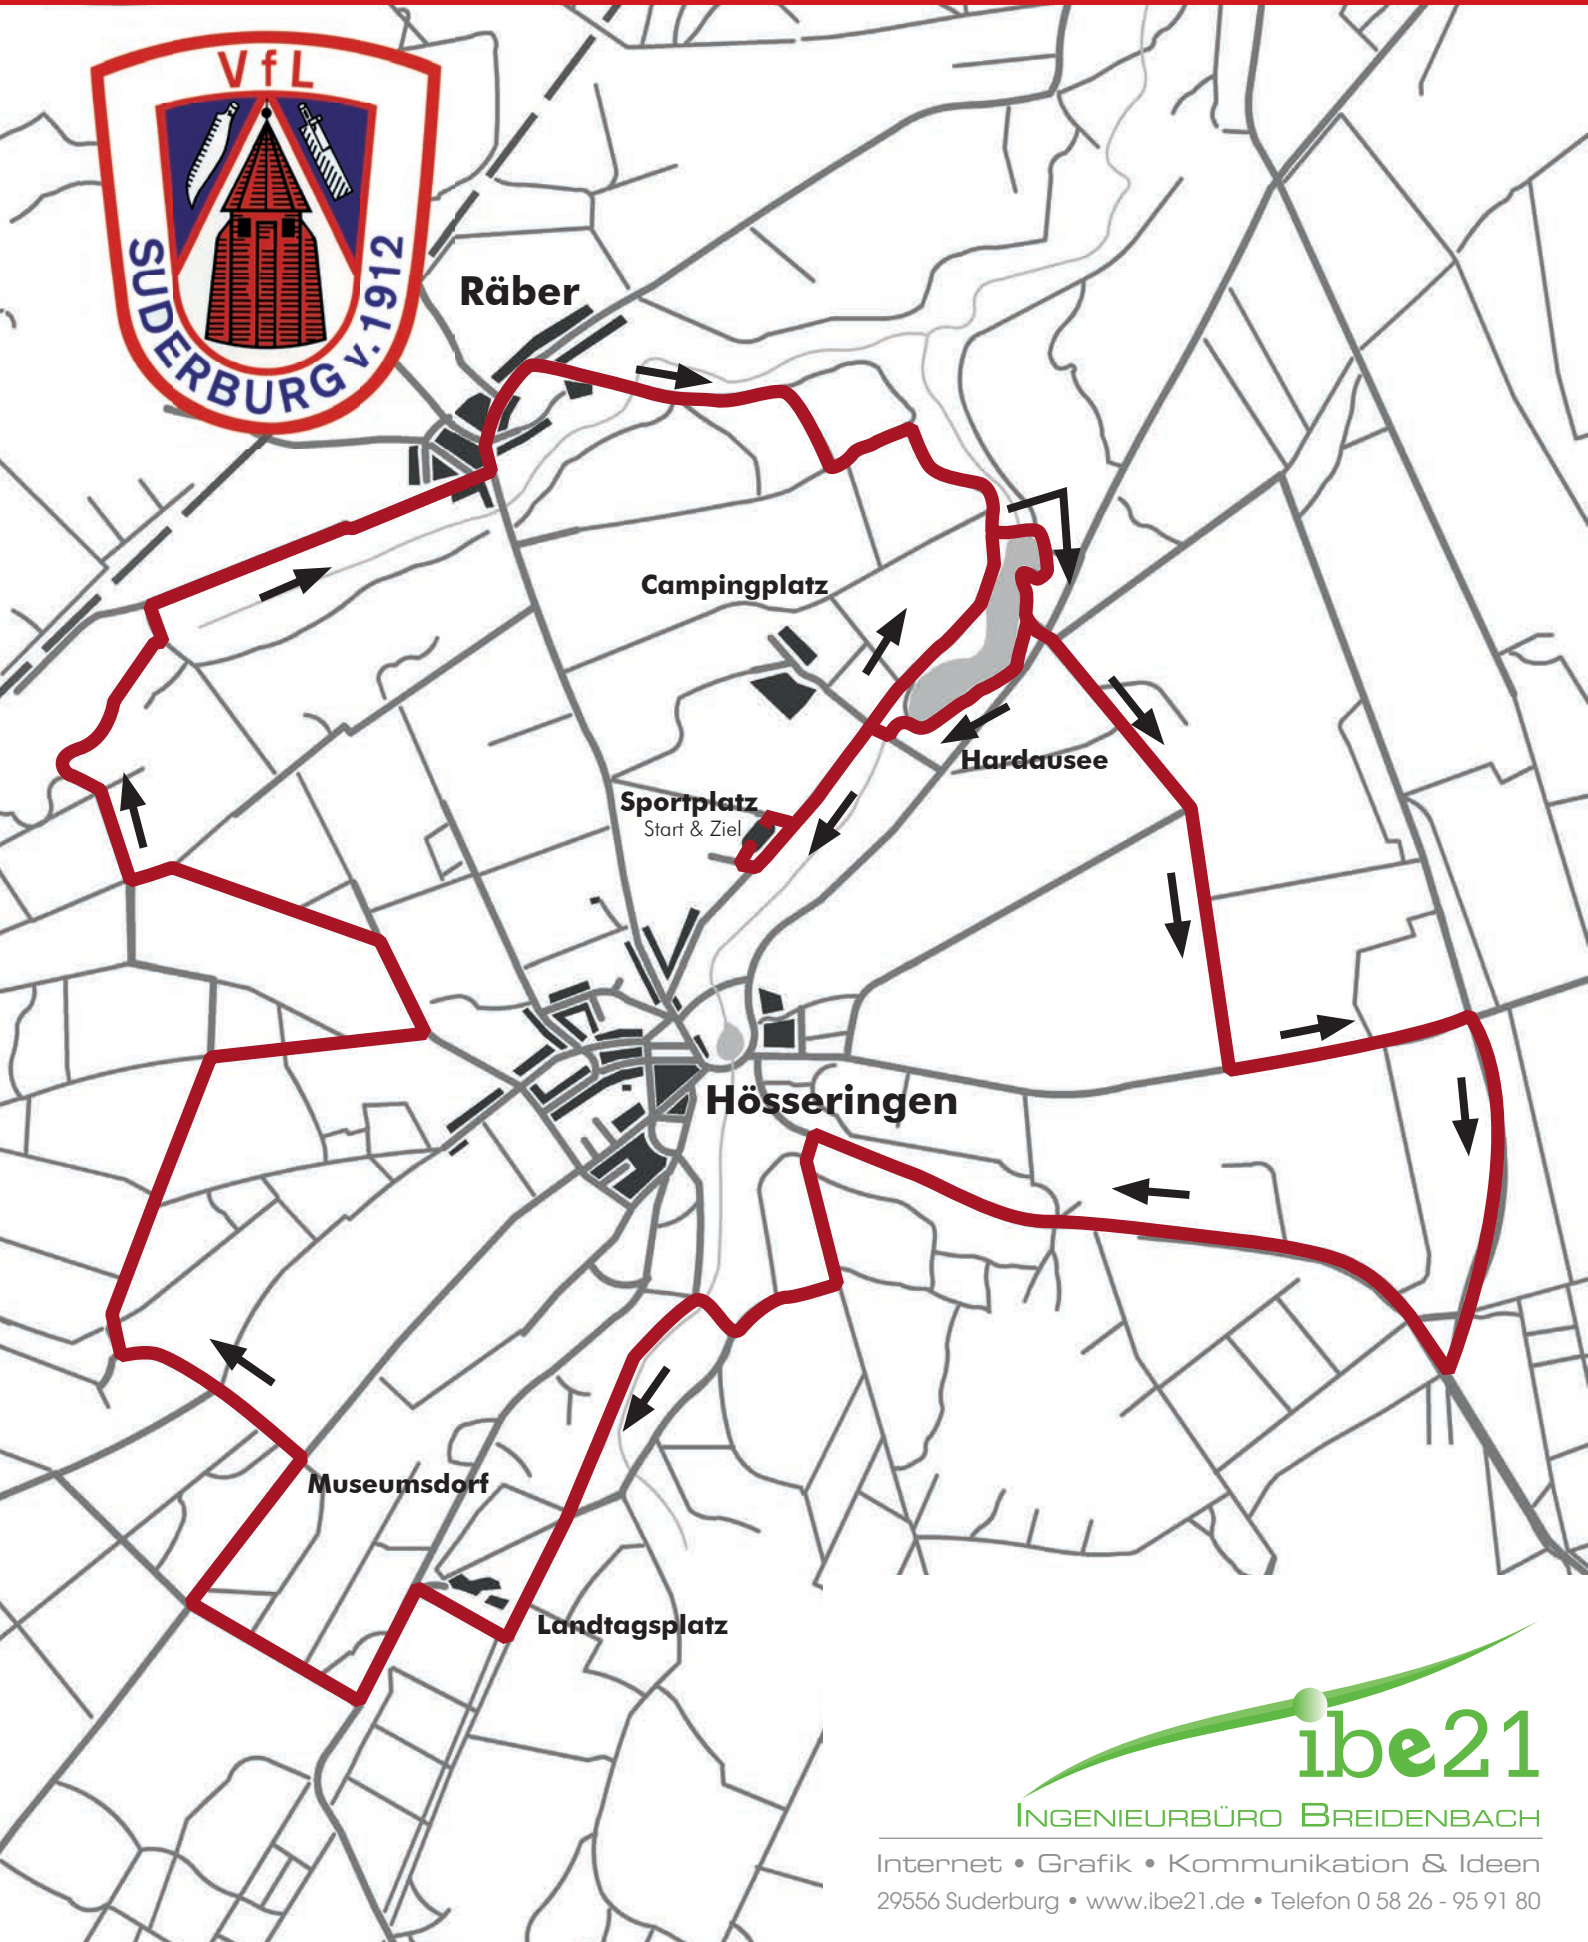 VfL
SUDERBURG v. 1912
Räber
Campingplatz
Hardausee
Sportplatz
Start & Ziel
Hösseringen
Museumsdorf
Landtagsplatz
ibe21
INGENIEURBÜRO BREIDENBACH
Internet • Grafik • Kommunikation & Ideen
29556 Suderburg • www.ibe21.de • Telefon 0 58 26 - 95 91 80